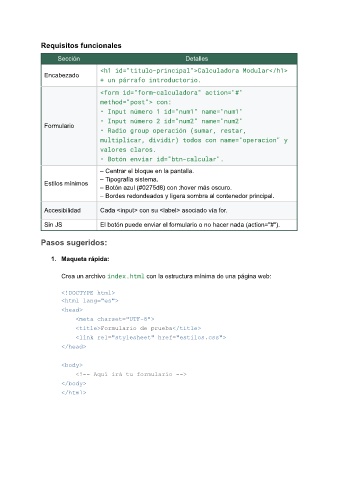 Requisitos funcionales
Sección Detalles
Encabezado
<h1 id="titulo-principal">Calculadora Modular</h1>
+ un párrafo introductorio.
Formulario
<form id="form-calculadora" action="#"
method="post"> con:
• Input número 1 id="num1" name="num1"
• Input número 2 id="num2" name="num2"
• Radio group operación (sumar, restar,
multiplicar, dividir) todos con name="operacion" y
valores claros.
• Botón enviar id="btn-calcular".
Estilos mínimos
– Centrar el bloque en la pantalla.
– Tipografía sistema.
– Botón azul (#0275d8) con :hover más oscuro.
– Bordes redondeados y ligera sombra al contenedor principal.
Accesibilidad Cada <input> con su <label> asociado vía for.
Sin JS El botón puede enviar el formulario o no hacer nada (action="#").
Pasos sugeridos:
1. Maqueta rápida:
Crea un archivo index.html con la estructura mínima de una página web:
<!DOCTYPE html>
<html lang="es">
<head>
<meta charset="UTF-8">
<title>Formulario de prueba</title>
<link rel="stylesheet" href="estilos.css">
</head>
<body>
<!-- Aquí irá tu formulario -->
</body>
</html>